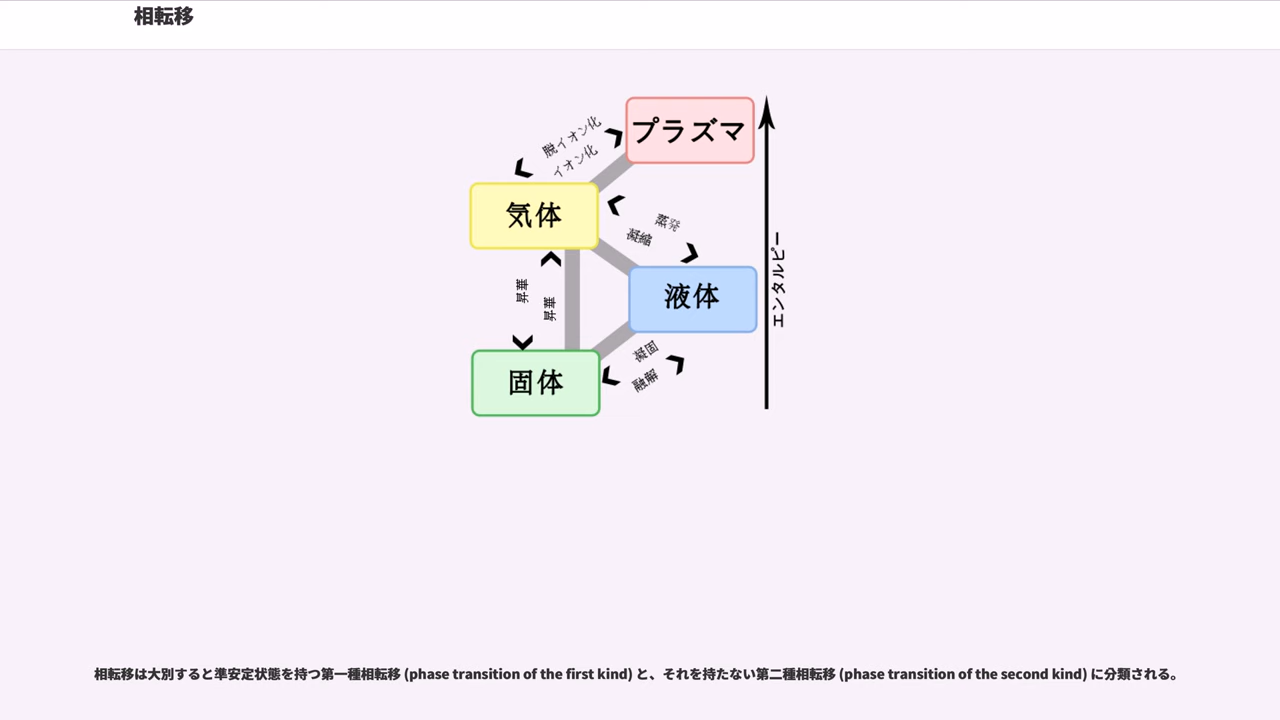 相転移
プラズマ
脱イオン化
イオン化
気体
蒸発
凝縮
エンタルピー
昇華
昇華
液体
凝固
融解
固体
相転移は大別すると準安定状態を持つ第一種相転移 (phase transition of the first kind) と、それを持たない第二種相転移 (phase transition of the second kind) に分類される。